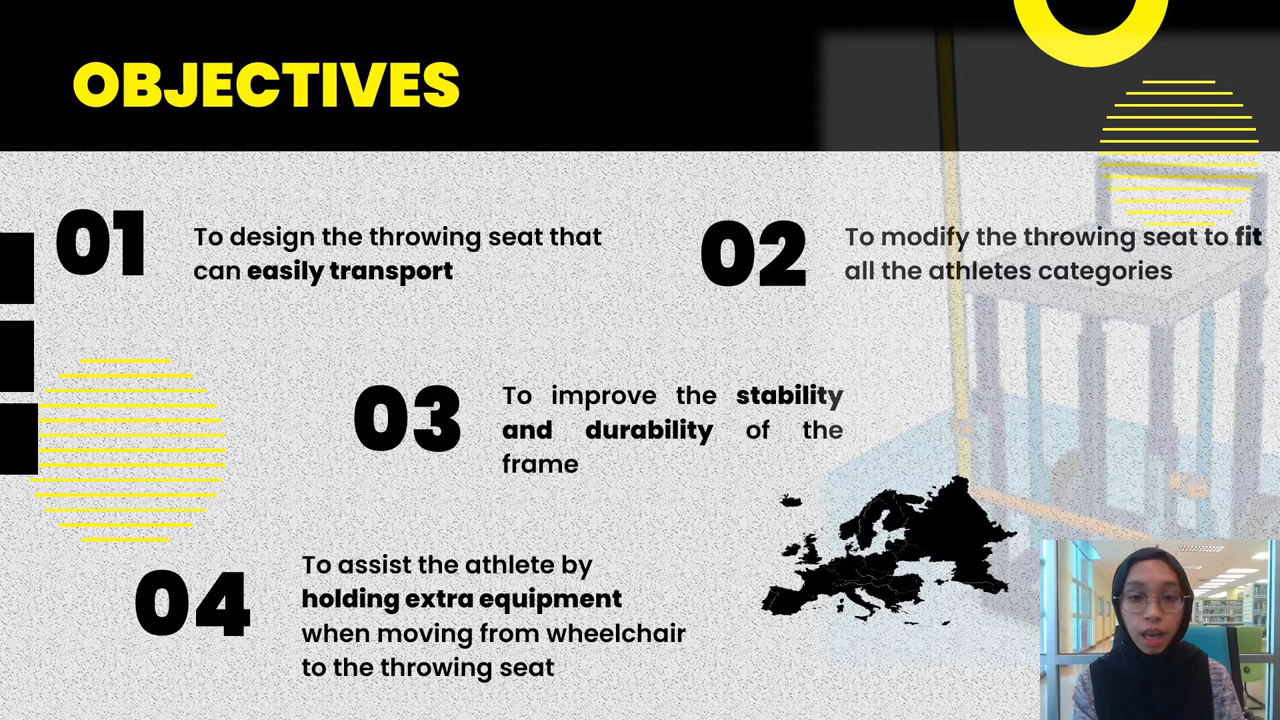 OBJECTIVES
01
To design the throwing seat that
can easily transport
02
To modify the throwing seat to fit
all the athletes categories
03
To improve the stability
and durability of the
frame
04
To assist the athlete by
holding extra equipment
when moving from wheelchair
to the throwing seat